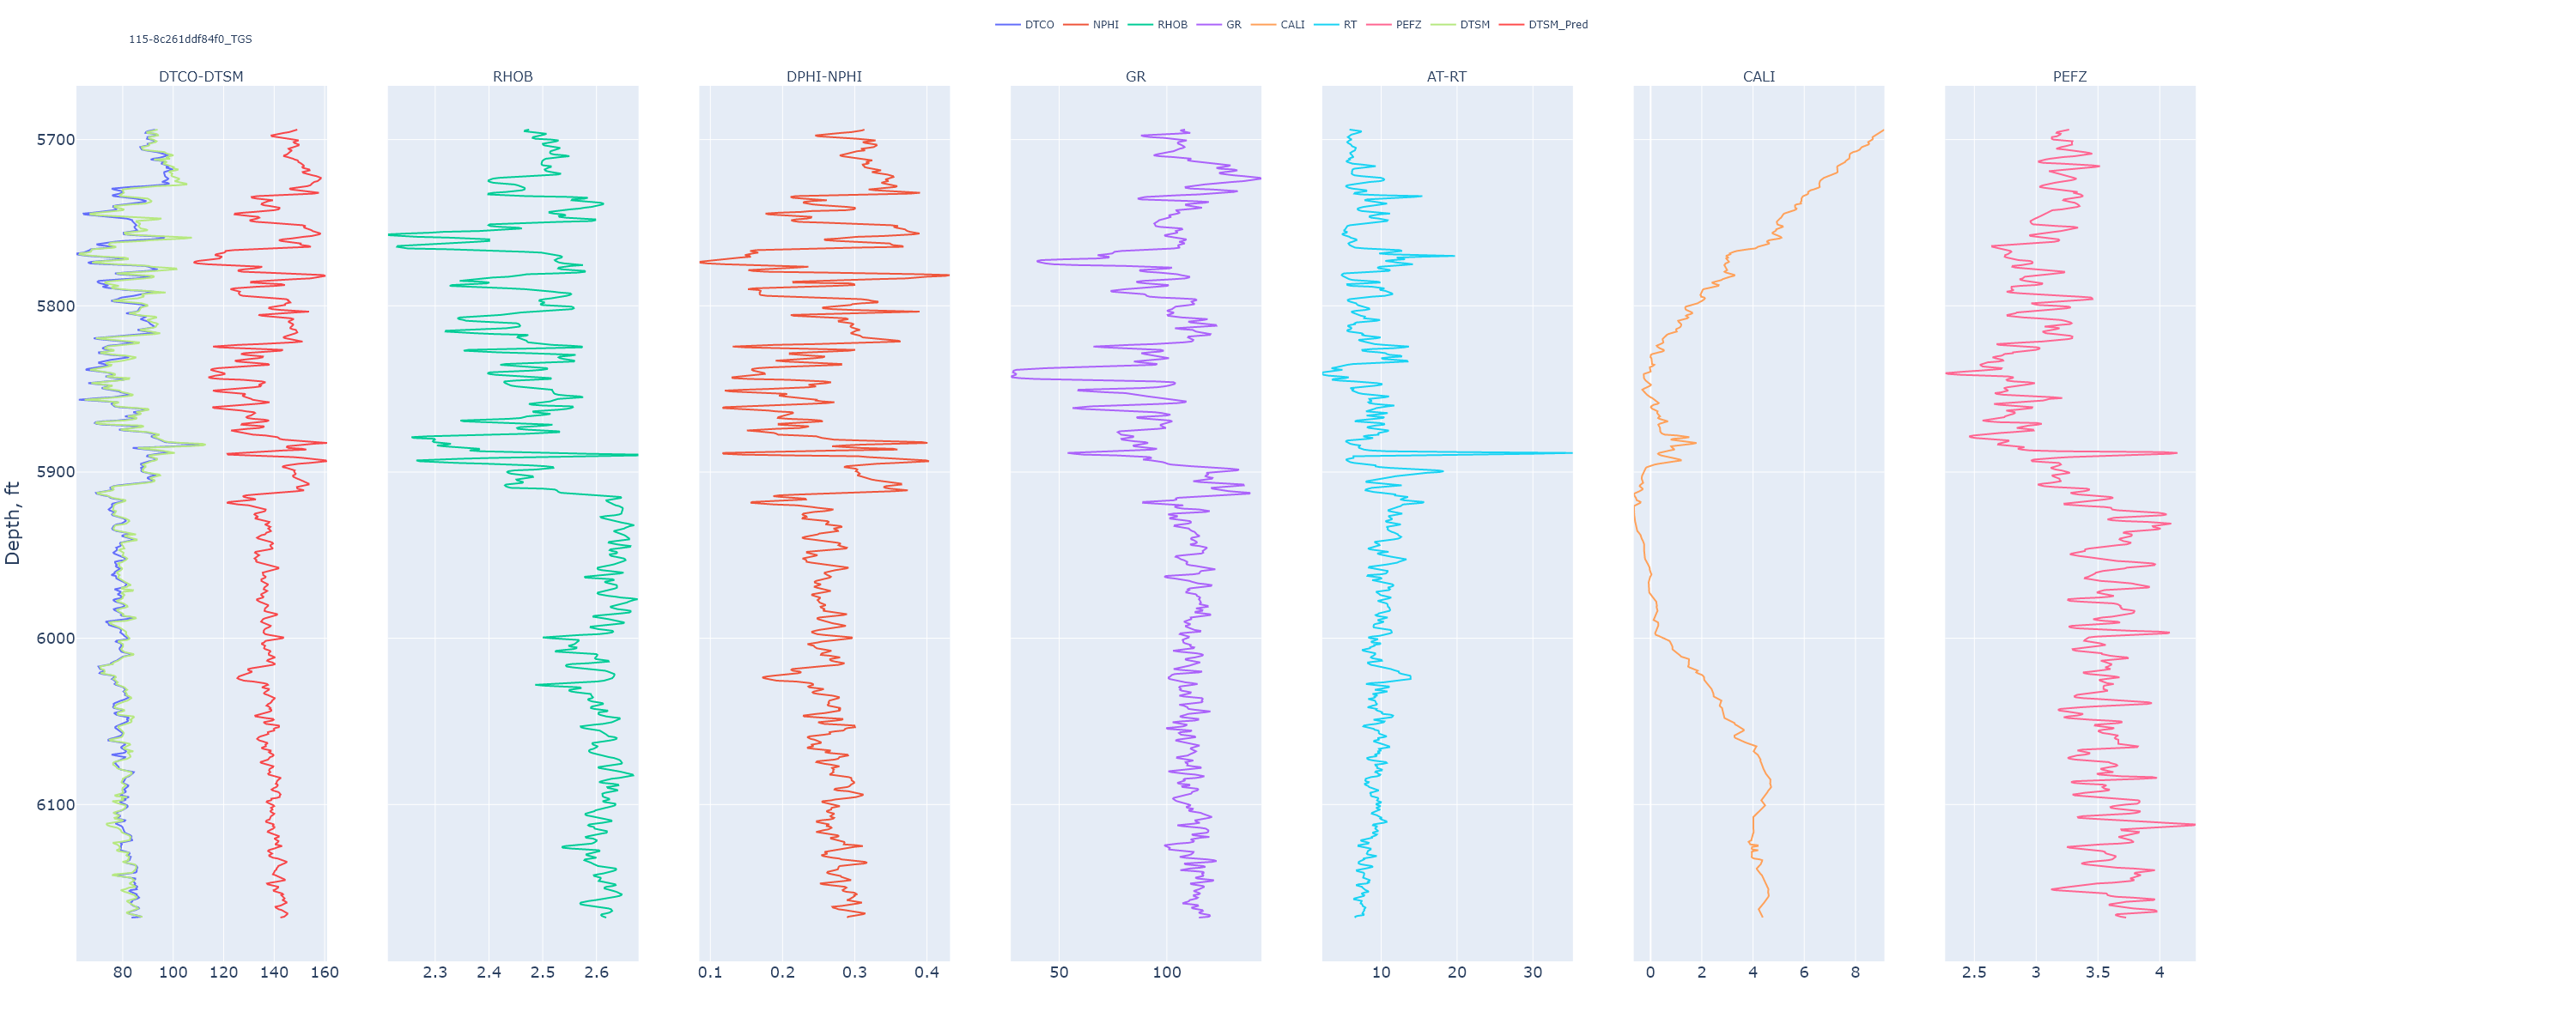 DTCO NPHI RHOB GR CALI RT PEFZ DTSM DTSM_Pred
115-8c261ddf84f0_TGS
DTCO-DTSM RHOB DPHI-NPHI GR AT-RT CALI PEFZ
Depth, ft
5700
5800
5900
6000
6100
80 100 120 140 160 2.3 2.4 2.5 2.6 0.1 0.2 0.3 0.4 50 100 10 20 30 0 2 4 6 8 2.5 3 3.5 4